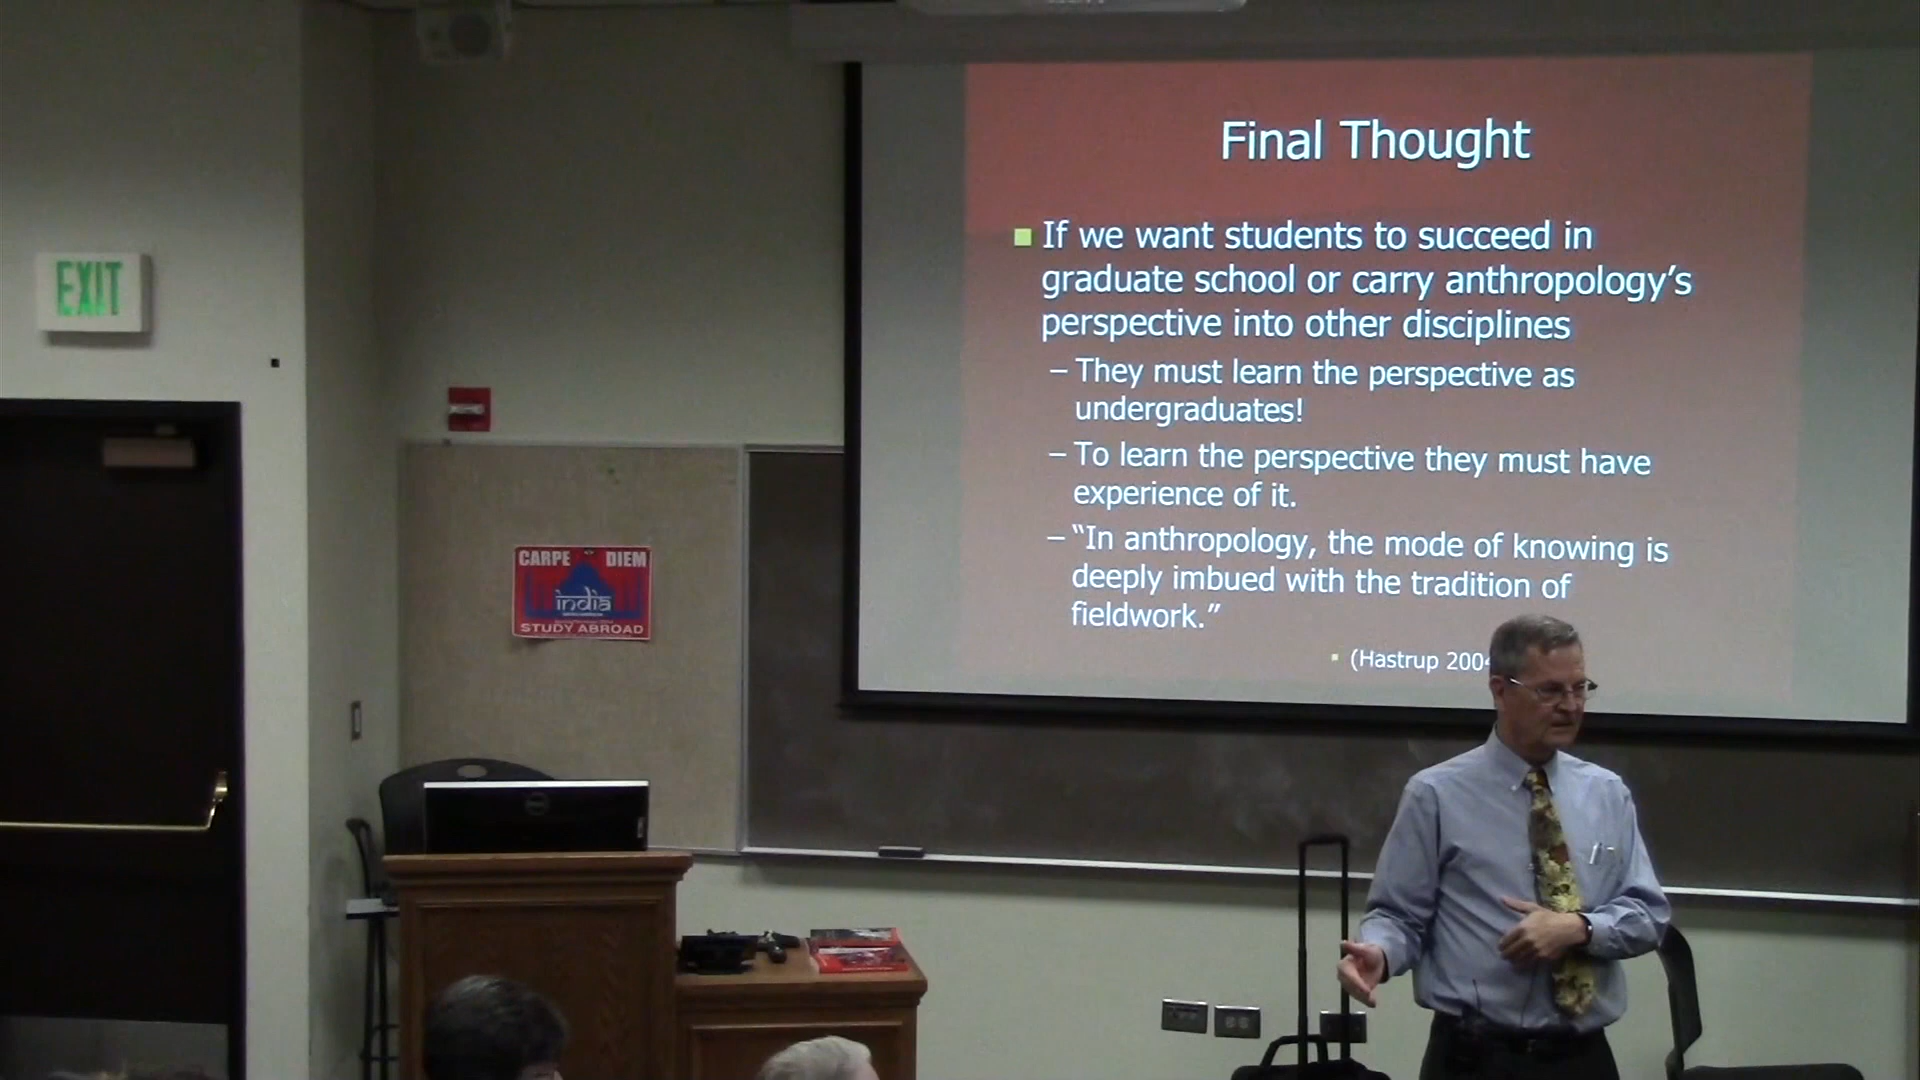 Final Thought
If we want students to succeed in
graduate school or carry anthropology’s
perspective into other disciplines
– They must learn the perspective as
undergraduates!
– To learn the perspective they must have
experience of it.
– “In anthropology, the mode of knowing is
deeply imbued with the tradition of
fieldwork.”
(Hastrup 2004
EXIT
CARPE DIEM
india
STUDY ABROAD
DELL